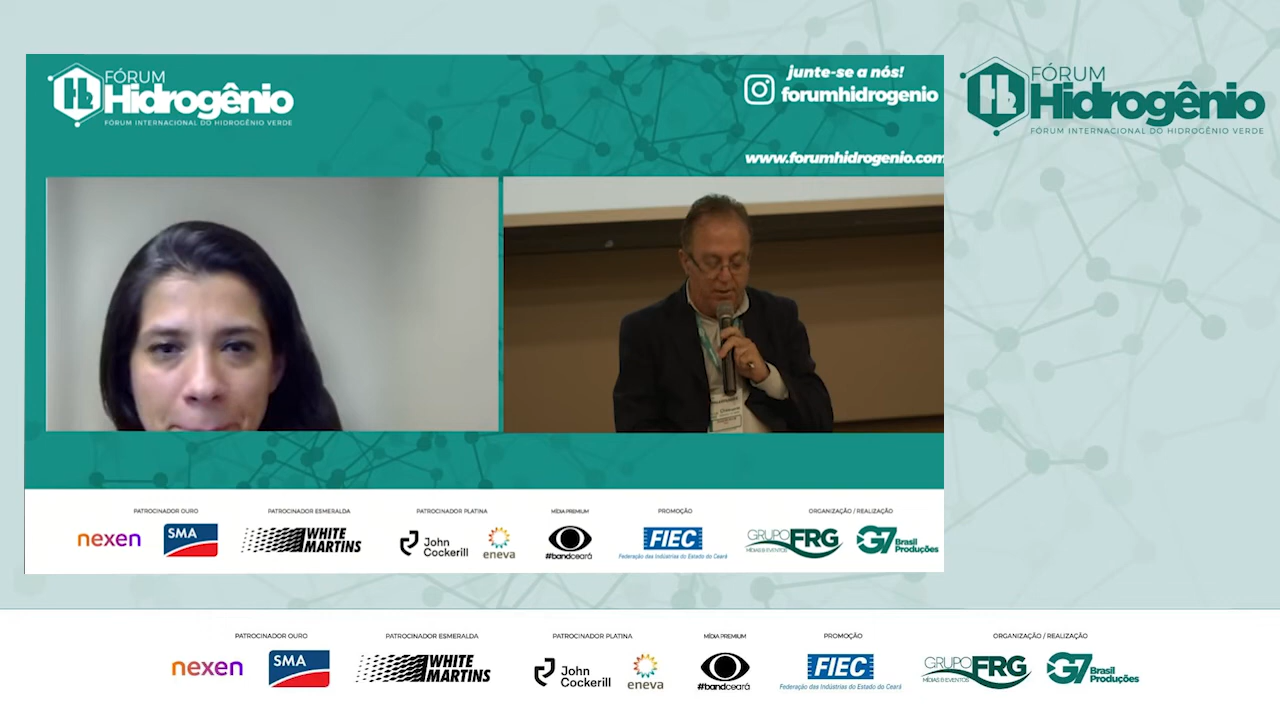 H2
FÓRUM
Hidrogênio
FÓRUM INTERNACIONAL DO HIDROGÊNIO VERDE
junte-se a nós!
forumhidrogenio
www.forumhidrogenio.com
H2
FÓRUM
Hidrogênio
FÓRUM INTERNACIONAL DO HIDROGÊNIO VERDE
PATROCINADOR OURO
PATROCINADOR ESMERALDA
PATROCINADOR PLATINA
MÍDIA PREMIUM
PROMOÇÃO
ORGANIZAÇÃO / REALIZAÇÃO
nexen
SMA
WHITE
MARTINS
John
Cockerill
eneva
#bandceará
FIEC
Federação das Indústrias do Estado do Ceará
GRUPO FRG
MÍDIAS & EVENTOS
G7
Brasil
Produções
PATROCINADOR OURO
PATROCINADOR ESMERALDA
PATROCINADOR PLATINA
MÍDIA PREMIUM
PROMOÇÃO
ORGANIZAÇÃO / REALIZAÇÃO
nexen
SMA
WHITE
MARTINS
John
Cockerill
eneva
#bandceará
FIEC
Federação das Indústrias do Estado do Ceará
GRUPO FRG
MÍDIAS & EVENTOS
G7
Brasil
Produções